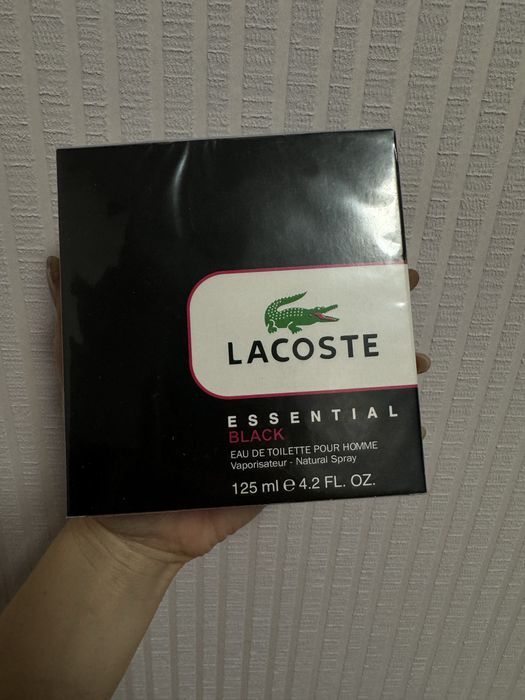 LACOSTE
ESSENTIAL
BLACK
EAU DE TOILETTE POUR HOMME
Vaporisateur - Natural Spray
125 ml ℮ 4.2 FL. OZ.